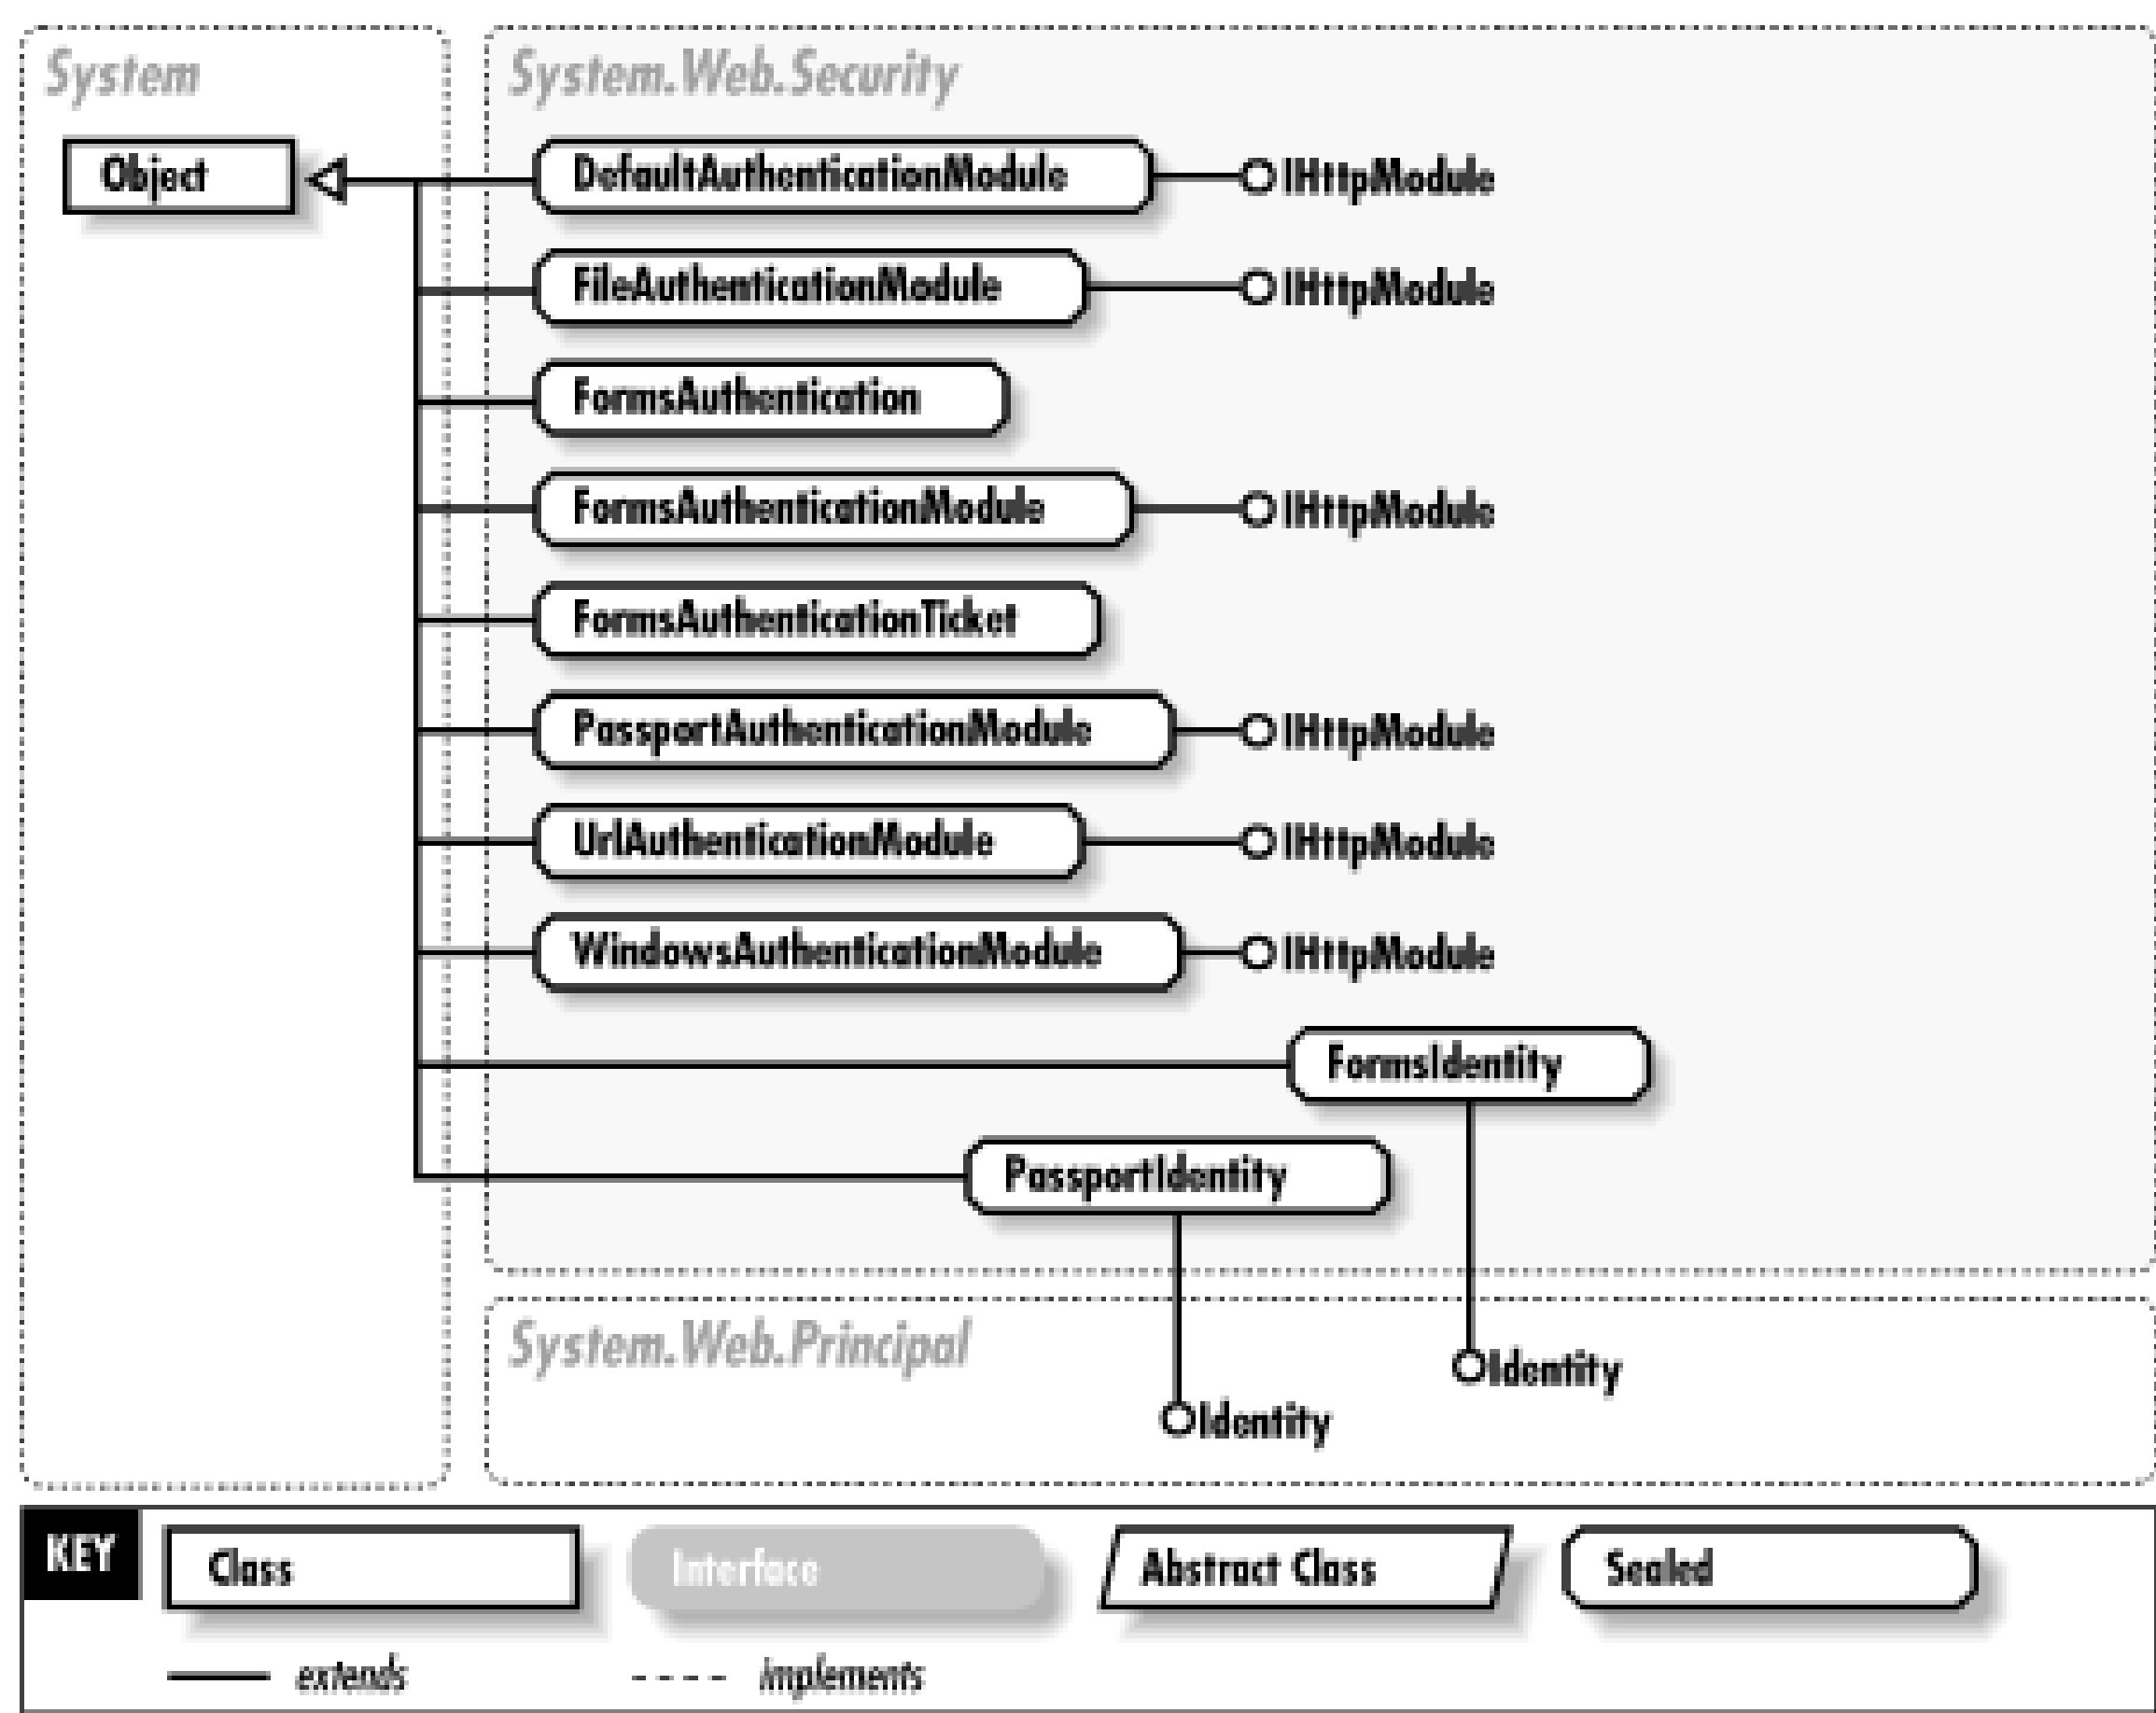 System
System.Web.Security
Object
DefaultAuthenticationModule
IHttpModule
FileAuthenticationModule
IHttpModule
FormsAuthentication
FormsAuthenticationModule
IHttpModule
FormsAuthenticationTicket
PassportAuthenticationModule
IHttpModule
UrlAuthenticationModule
IHttpModule
WindowsAuthenticationModule
IHttpModule
FormsIdentity
PassportIdentity
System.Web.Principal
Identity
Identity
KEY
Class
Interface
Abstract Class
Sealed
extends
implements